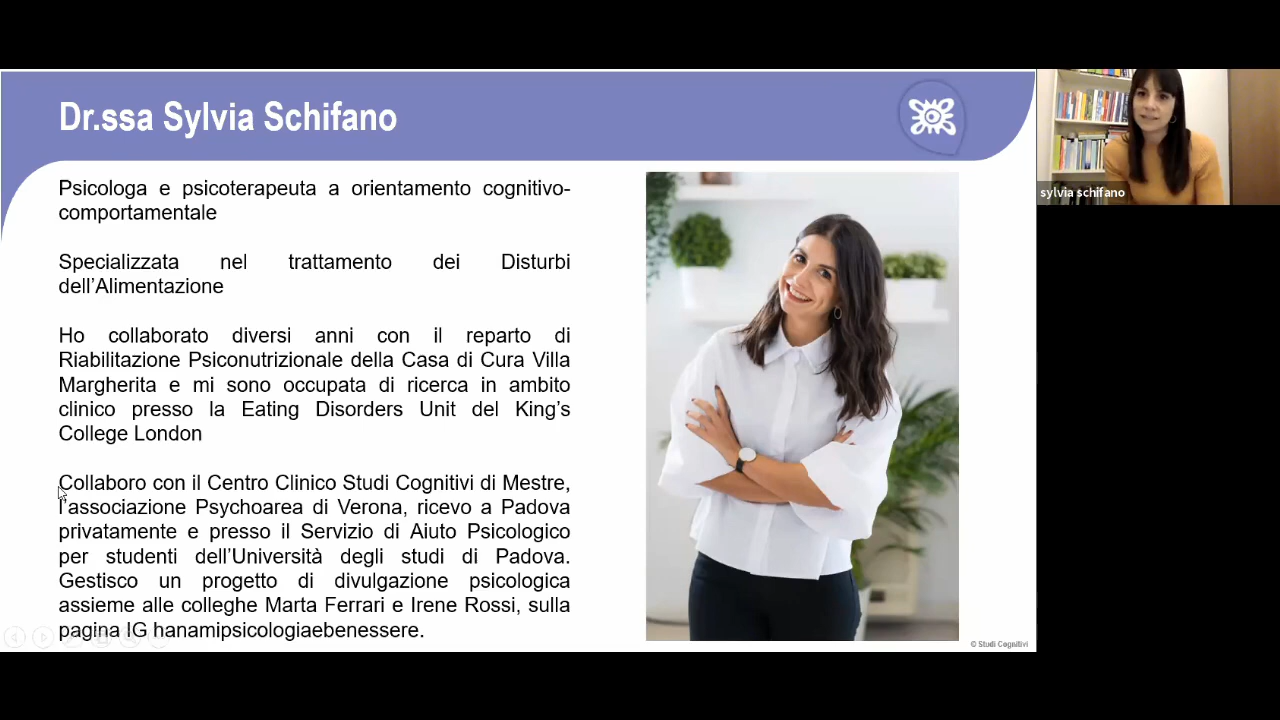 Dr.ssa Sylvia Schifano
sylvia schifano
Psicologa e psicoterapeuta a orientamento cognitivo-
comportamentale
Specializzata nel trattamento dei Disturbi
dell'Alimentazione
Ho collaborato diversi anni con il reparto di
Riabilitazione Psiconutrizionale della Casa di Cura Villa
Margherita e mi sono occupata di ricerca in ambito
clinico presso la Eating Disorders Unit del King's
College London
Collaboro con il Centro Clinico Studi Cognitivi di Mestre,
l'associazione Psychoarea di Verona, ricevo a Padova
privatamente e presso il Servizio di Aiuto Psicologico
per studenti dell'Università degli studi di Padova.
Gestisco un progetto di divulgazione psicologica
assieme alle colleghe Marta Ferrari e Irene Rossi, sulla
pagina IG hanamipsicologiaebenessere.
© Studi Cognitivi